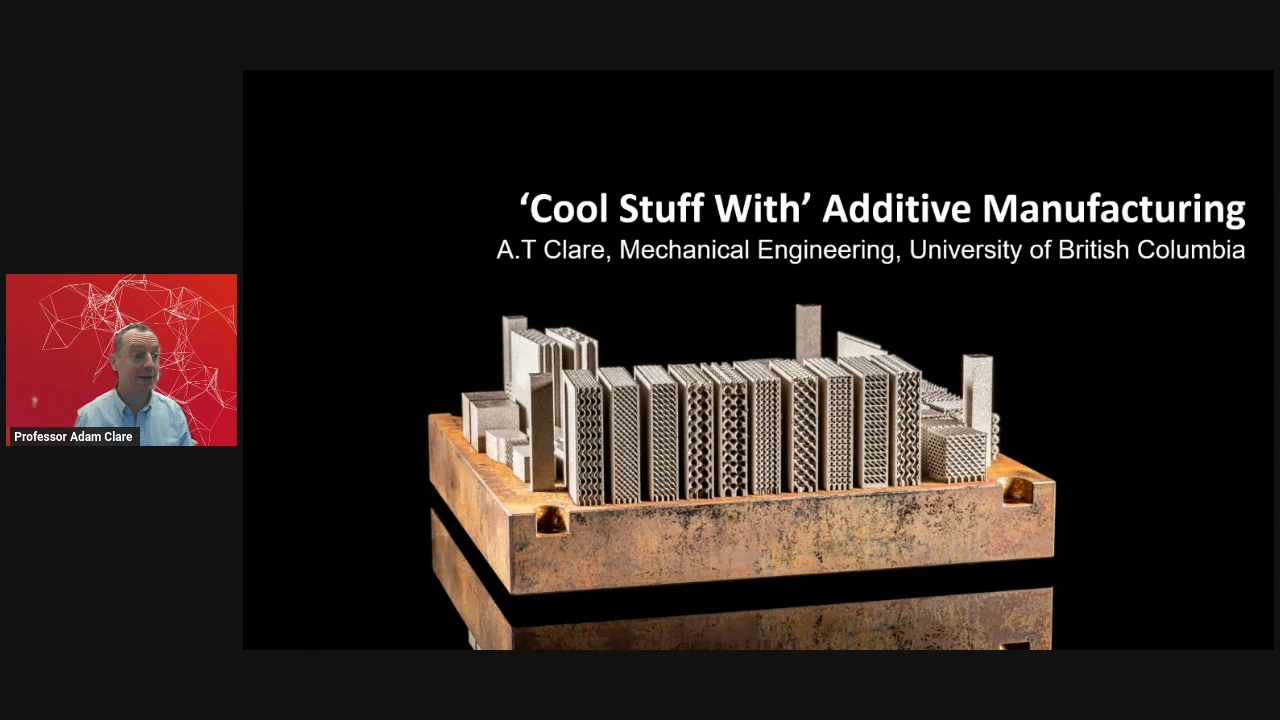 ‘Cool Stuff With’ Additive Manufacturing
A.T Clare, Mechanical Engineering, University of British Columbia
Professor Adam Clare